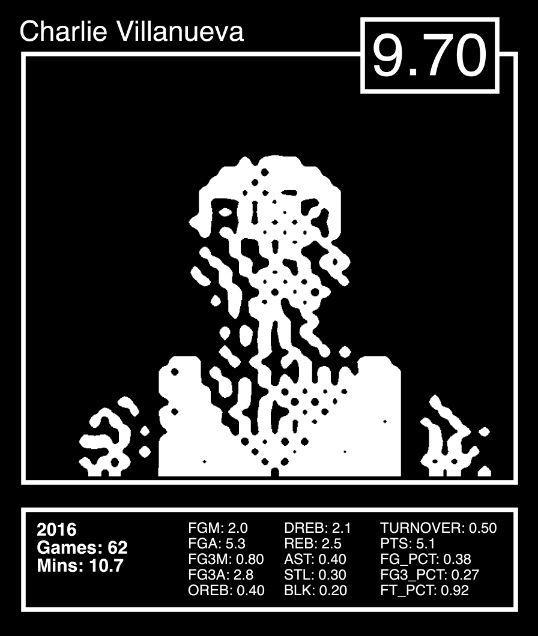 Charlie Villanueva
9.70
2016
Games: 62
Mins: 10.7
FGM: 2.0
FGA: 5.3
FG3M: 0.80
FG3A: 2.8
OREB: 0.40
DREB: 2.1
REB: 2.5
AST: 0.40
STL: 0.30
BLK: 0.20
TURNOVER: 0.50
PTS: 5.1
FG_PCT: 0.38
FG3_PCT: 0.27
FT_PCT: 0.92